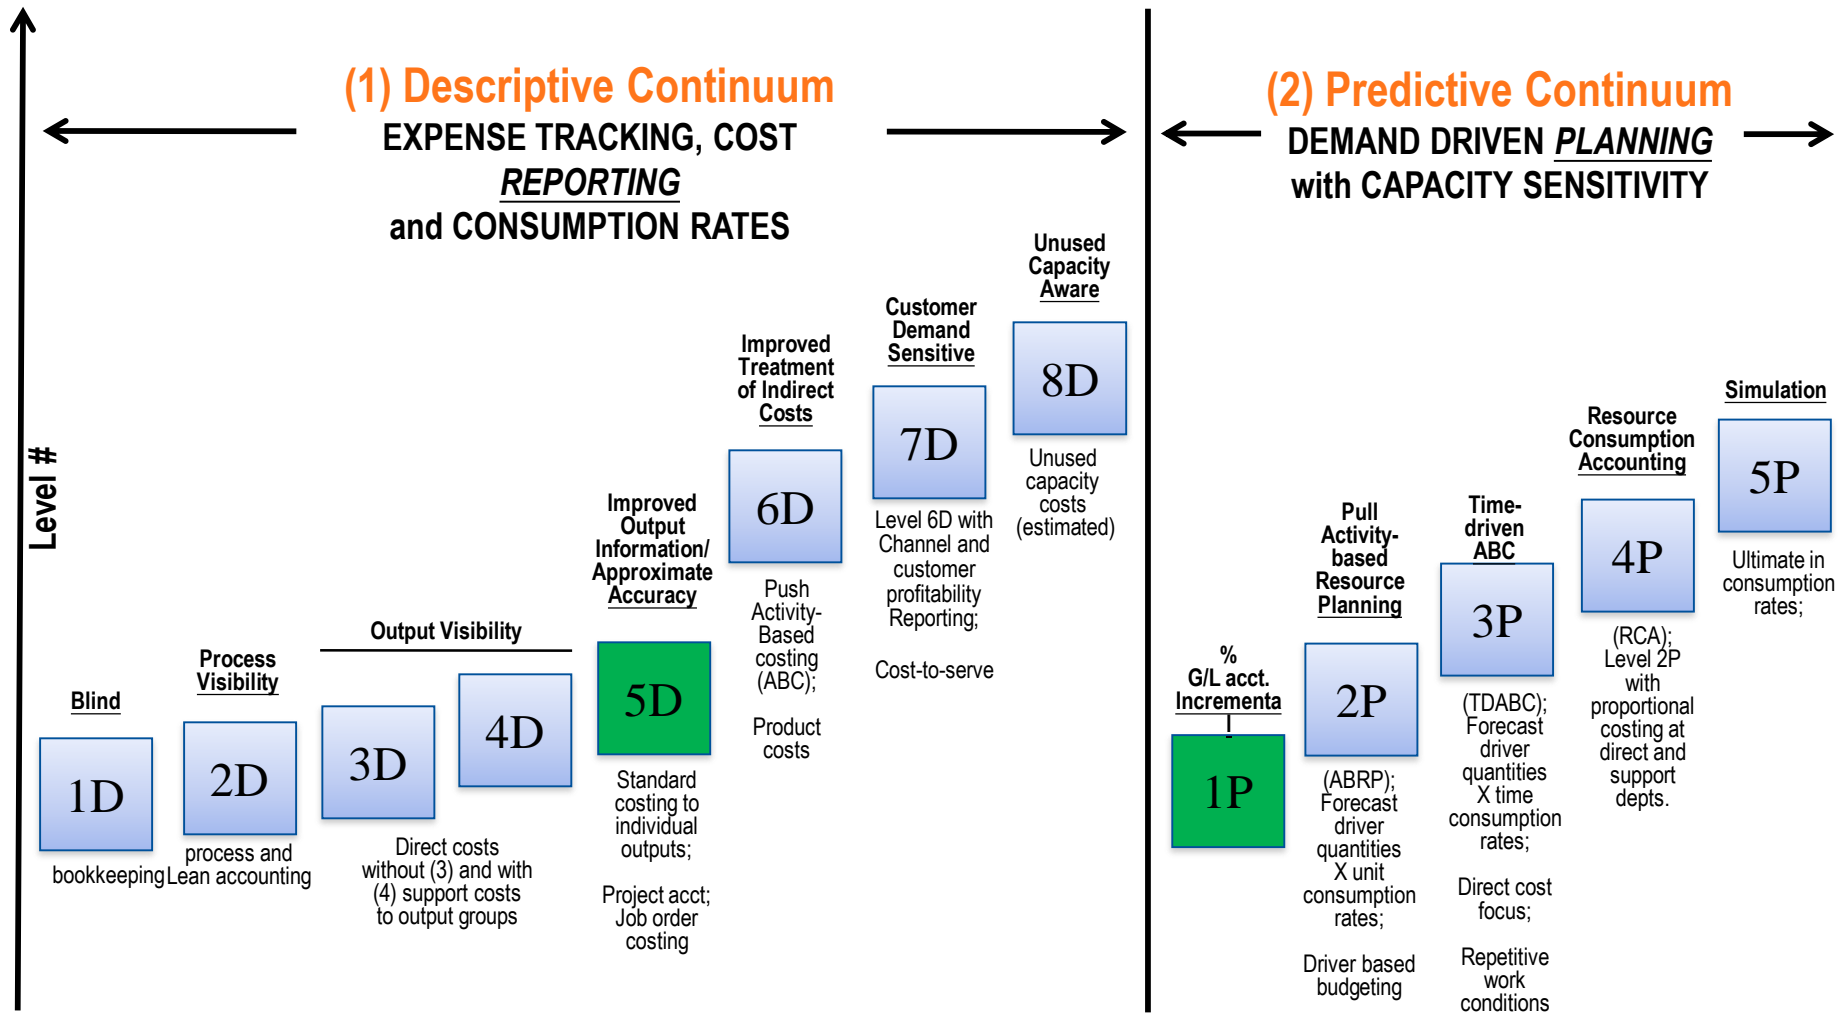 (1) Descriptive Continuum
EXPENSE TRACKING, COST
REPORTING
and CONSUMPTION RATES
(2) Predictive Continuum
DEMAND DRIVEN PLANNING
with CAPACITY SENSITIVITY
Level #
Blind
1D
bookkeeping
Process
Visibility
2D
process and
Lean accounting
Output Visibility
3D
4D
Direct costs
without (3) and with
(4) support costs
to output groups
Improved
Output
Information/
Approximate
Accuracy
5D
Standard
costing to
individual
outputs;
Project acct;
Job order
costing
Improved
Treatment
of Indirect
Costs
6D
Push
Activity-
Based
costing
(ABC);
Product
costs
Customer
Demand
Sensitive
7D
Level 6D with
Channel and
customer
profitability
Reporting;
Cost-to-serve
Unused
Capacity
Aware
8D
Unused
capacity
costs
(estimated)
%
G/L acct.
Incrementa
l
1P
Pull
Activity-
based
Resource
Planning
2P
(ABRP);
Forecast
driver
quantities
X unit
consumption
rates;
Driver based
budgeting
Time-
driven
ABC
3P
(TDABC);
Forecast
driver
quantities
X time
consumption
rates;
Direct cost
focus;
Repetitive
work
conditions
Resource
Consumption
Accounting
4P
(RCA);
Level 2P
with
proportional
costing at
direct and
support
depts.
Simulation
5P
Ultimate in
consumption
rates;